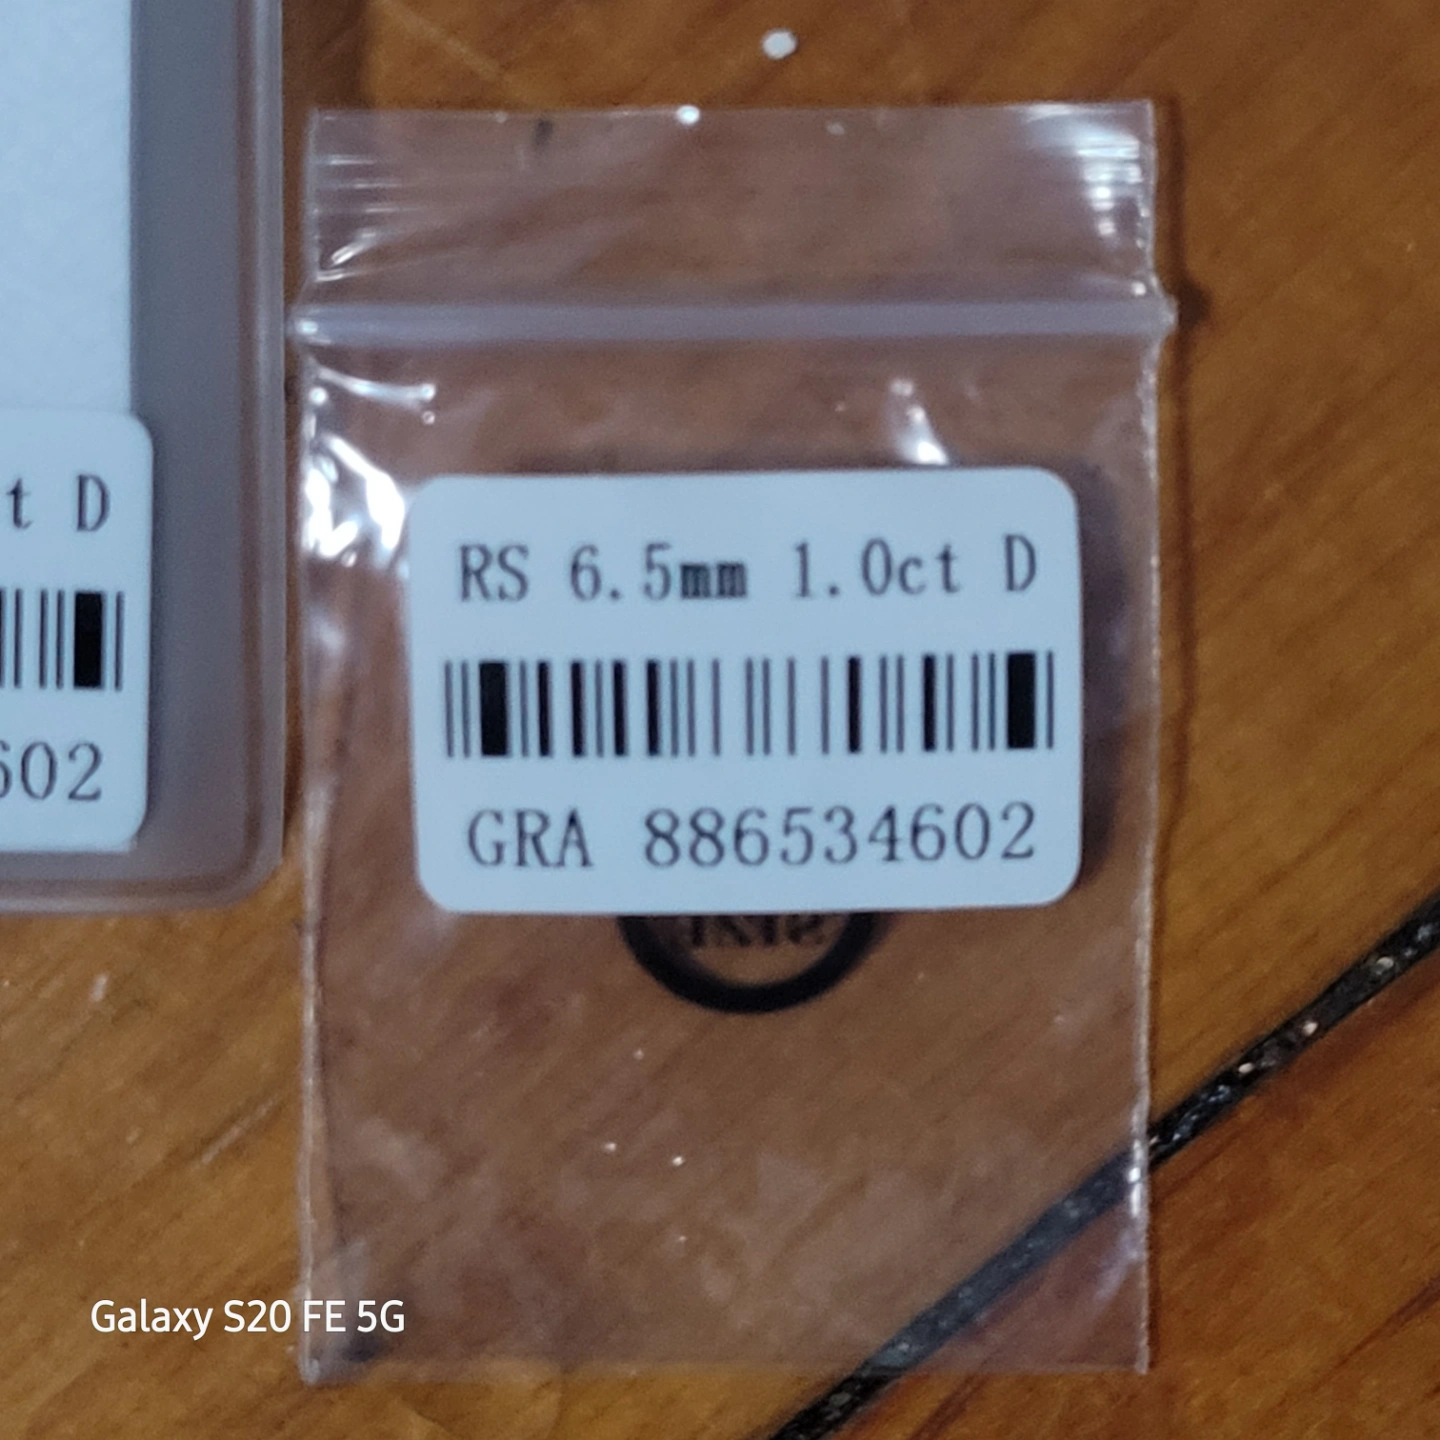 t D
602
RS 6.5mm 1.0ct D
GRA 886534602
Galaxy S20 FE 5G